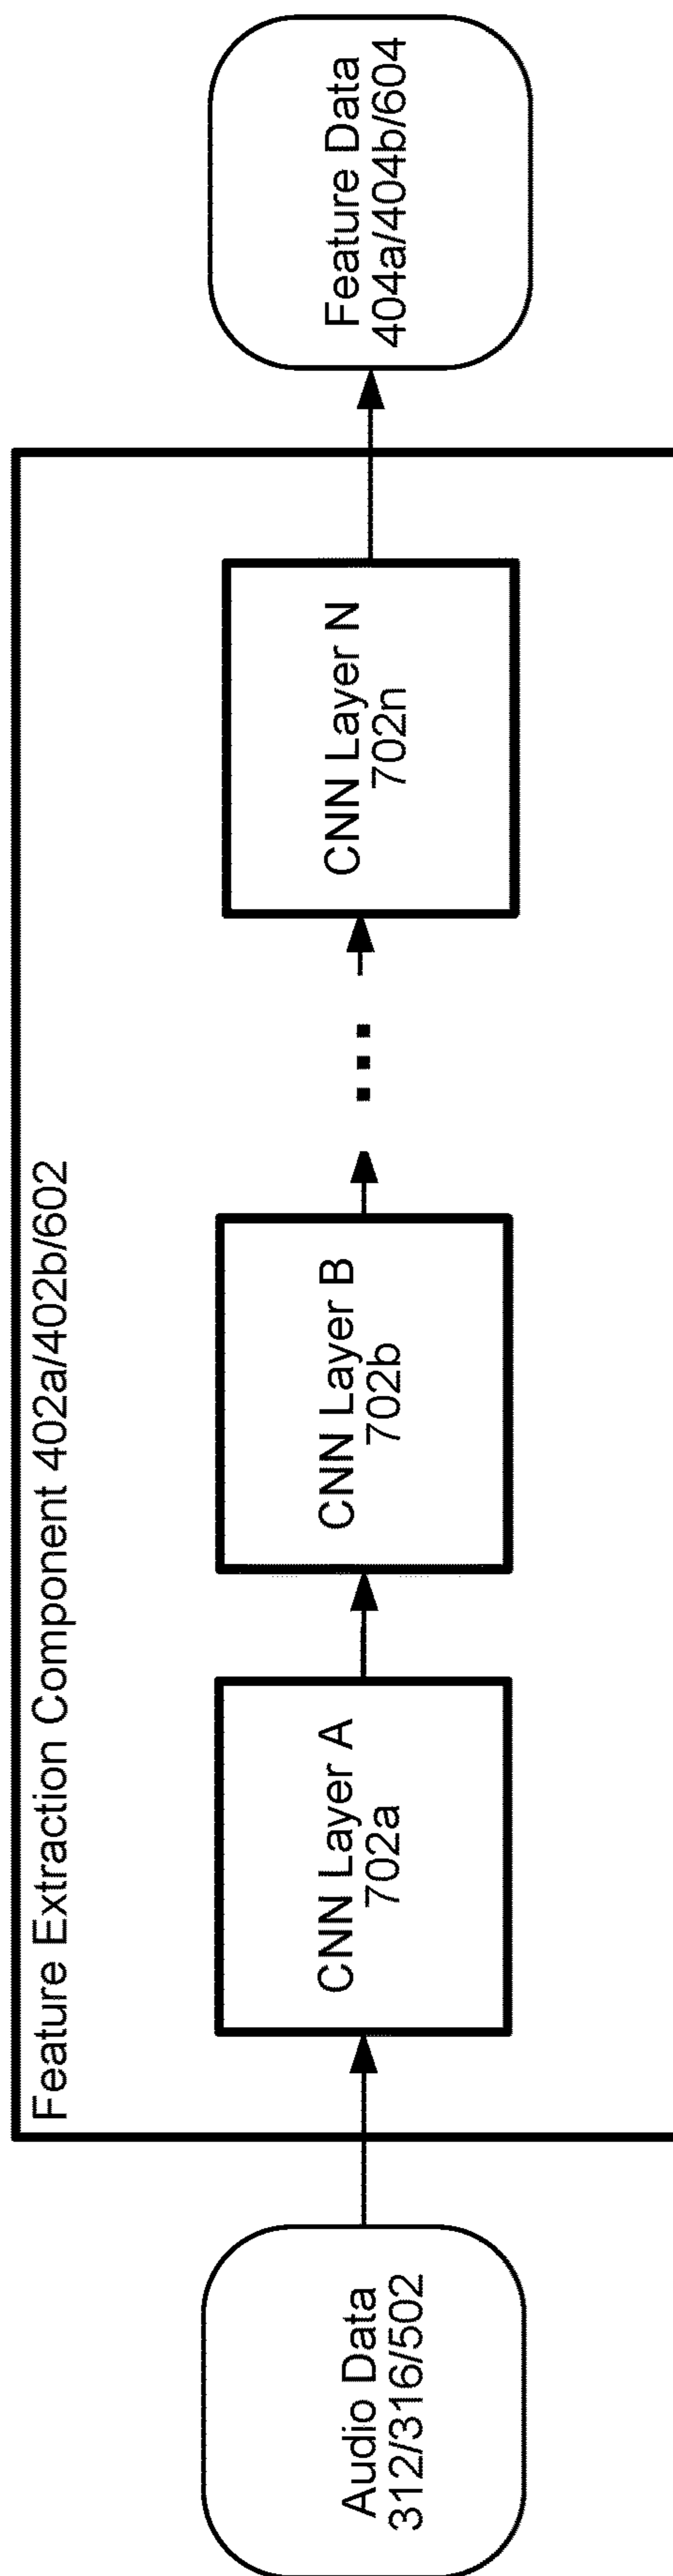 Feature Extraction Component 402a/402b/602
Audio Data
312/316/502
CNN Layer A
702a
CNN Layer B
702b
CNN Layer N
702n
Feature Data
404a/404b/604